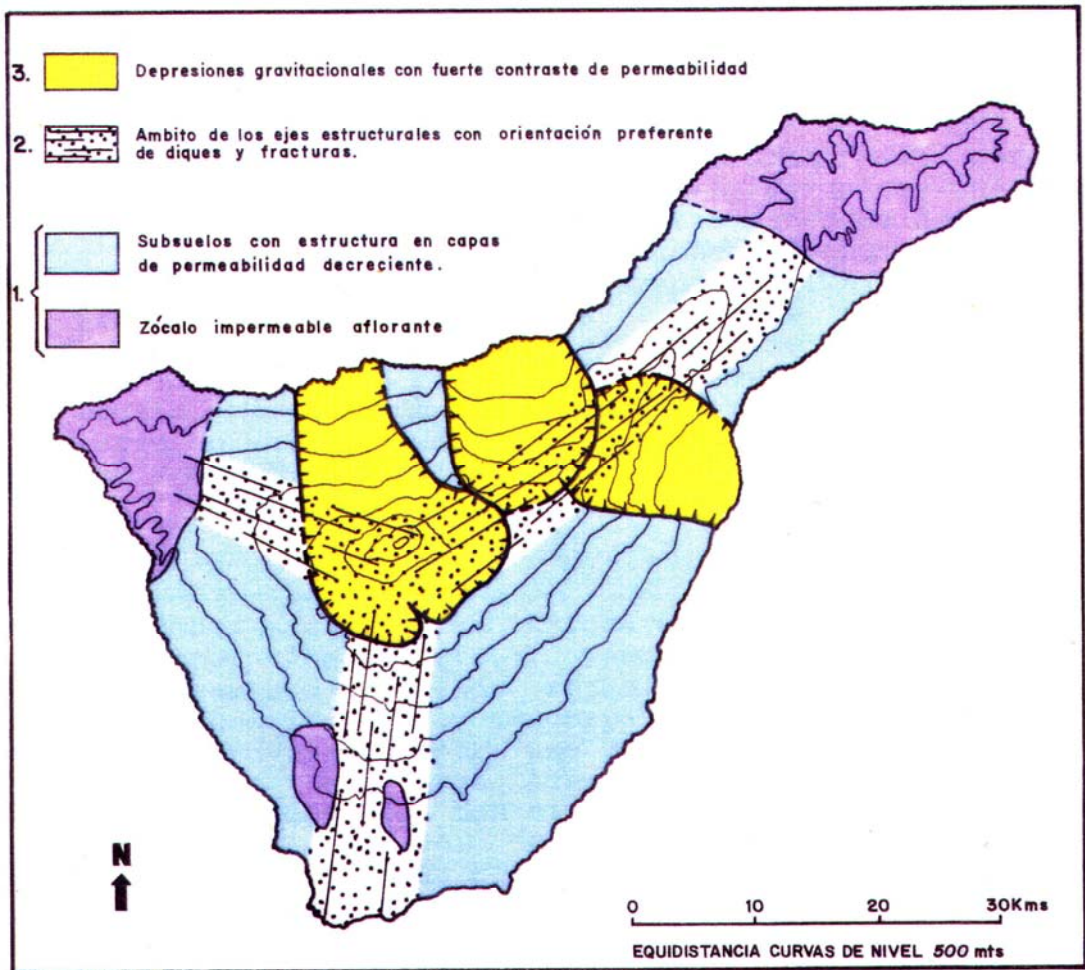 3. Depresiones gravitacionales con fuerte contraste de permeabilidad
2. Ambito de los ejes estructurales con orientación preferente
de diques y fracturas.
1. Subsuelos con estructura en capas
de permeabilidad decreciente.
Zócalo impermeable aflorante
N
0 10 20 30Kms
EQUIDISTANCIA CURVAS DE NIVEL 500 mts